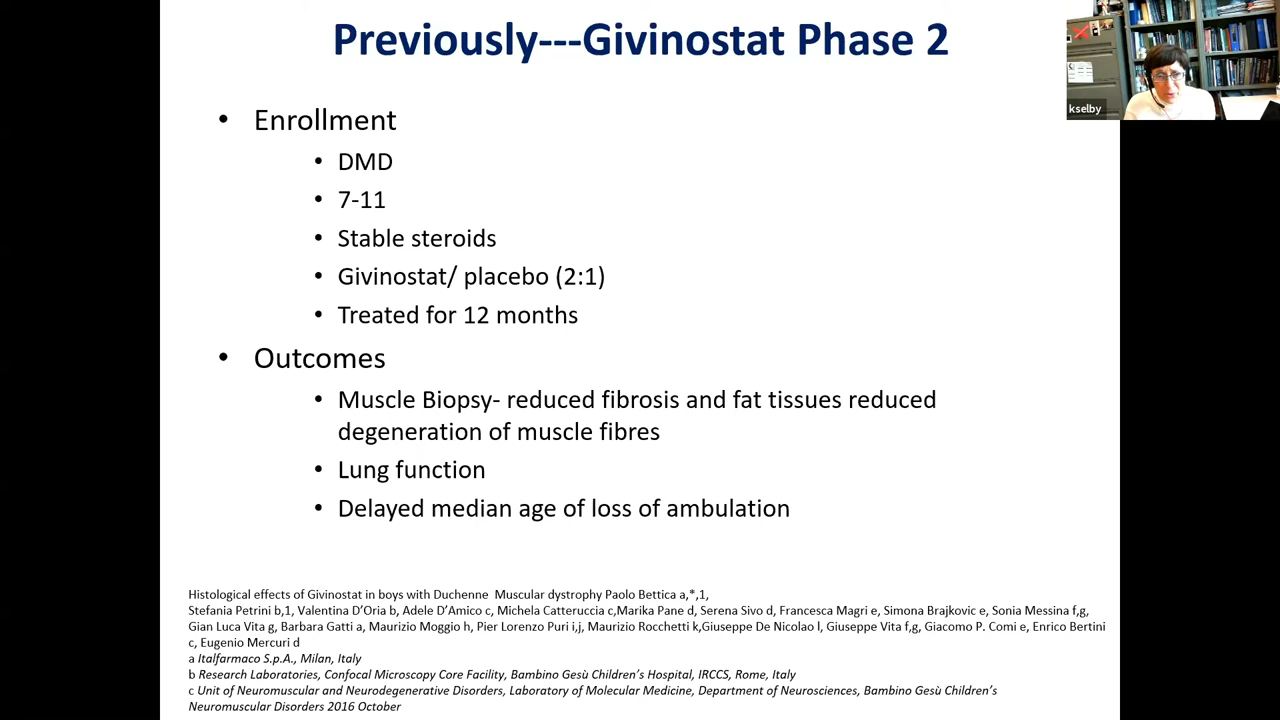 Previously---Givinostat Phase 2
kselby
• Enrollment
• DMD
• 7-11
• Stable steroids
• Givinostat/ placebo (2:1)
• Treated for 12 months
• Outcomes
• Muscle Biopsy- reduced fibrosis and fat tissues reduced
degeneration of muscle fibres
• Lung function
• Delayed median age of loss of ambulation
Histological effects of Givinostat in boys with Duchenne  Muscular dystrophy Paolo Bettica a,*,1,
Stefania Petrini b,1, Valentina D’Oria b, Adele D’Amico c, Michela Catteruccia c,Marika Pane d, Serena Sivo d, Francesca Magri e, Simona Brajkovic e, Sonia Messina f,g,
Gian Luca Vita g, Barbara Gatti a, Maurizio Moggio h, Pier Lorenzo Puri i,j, Maurizio Rocchetti k,Giuseppe De Nicolao l, Giuseppe Vita f,g, Giacomo P. Comi e, Enrico Bertini
c, Eugenio Mercuri d
a Italfarmaco S.p.A., Milan, Italy
b Research Laboratories, Confocal Microscopy Core Facility, Bambino Gesù Children’s Hospital, IRCCS, Rome, Italy
c Unit of Neuromuscular and Neurodegenerative Disorders, Laboratory of Molecular Medicine, Department of Neurosciences, Bambino Gesù Children’s
Neuromuscular Disorders 2016 October